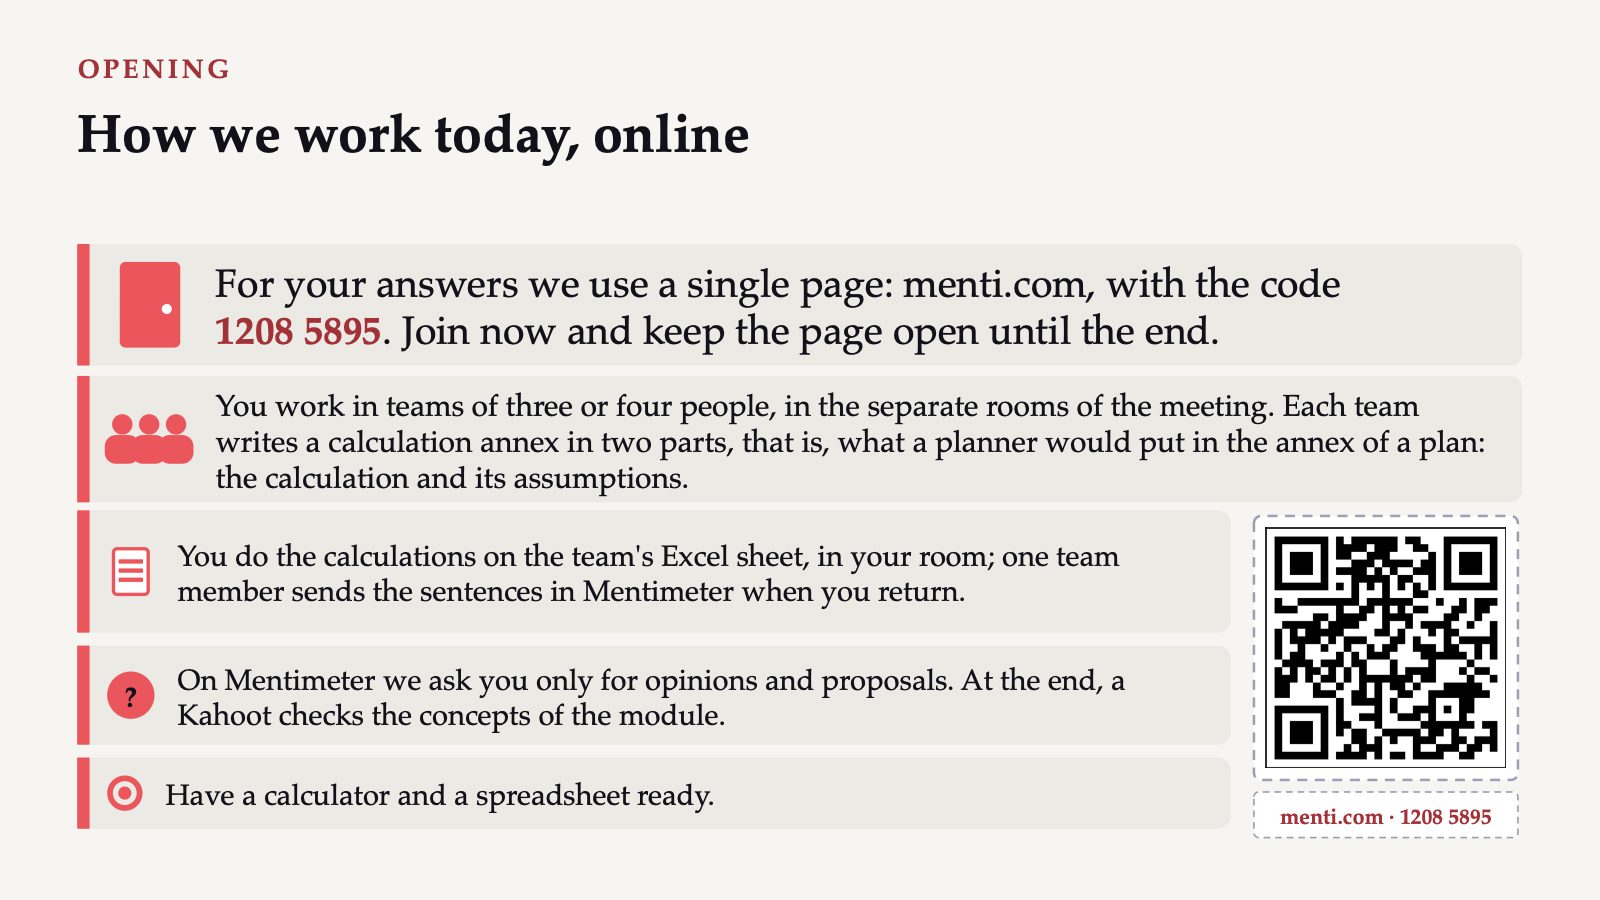 OPENING
How we work today, online
For your answers we use a single page: menti.com, with the code
1208 5895. Join now and keep the page open until the end.
You work in teams of three or four people, in the separate rooms of the meeting. Each team
writes a calculation annex in two parts, that is, what a planner would put in the annex of a plan:
the calculation and its assumptions.
You do the calculations on the team's Excel sheet, in your room; one team
member sends the sentences in Mentimeter when you return.
?
On Mentimeter we ask you only for opinions and proposals. At the end, a
Kahoot checks the concepts of the module.
Have a calculator and a spreadsheet ready.
menti.com · 1208 5895